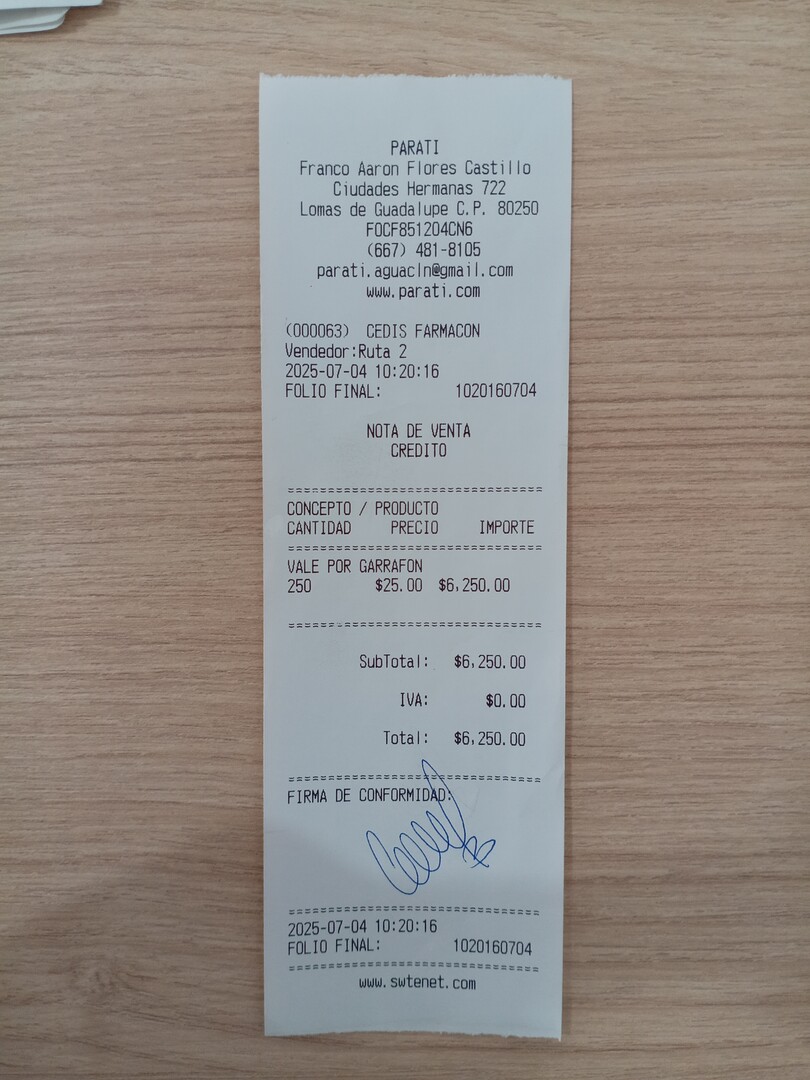 PARATI
Franco Aaron Flores Castillo
Ciudades Hermanas 722
Lomas de Guadalupe C.P. 80250
FOCF851204CN6
(667) 481-8105
parati.aguacln@gmail.com
www.parati.com
(000063) CEDIS FARMACON
Vendedor:Ruta 2
2025-07-04 10:20:16
FOLIO FINAL: 1020160704
NOTA DE VENTA
CREDITO
================================
CONCEPTO / PRODUCTO
CANTIDAD PRECIO IMPORTE
================================
VALE POR GARRAFON
250 $25.00 $6,250.00
================================
SubTotal: $6,250.00
IVA: $0.00
Total: $6,250.00
================================
FIRMA DE CONFORMIDAD:
================================
2025-07-04 10:20:16
FOLIO FINAL: 1020160704
================================
www.swtenet.com